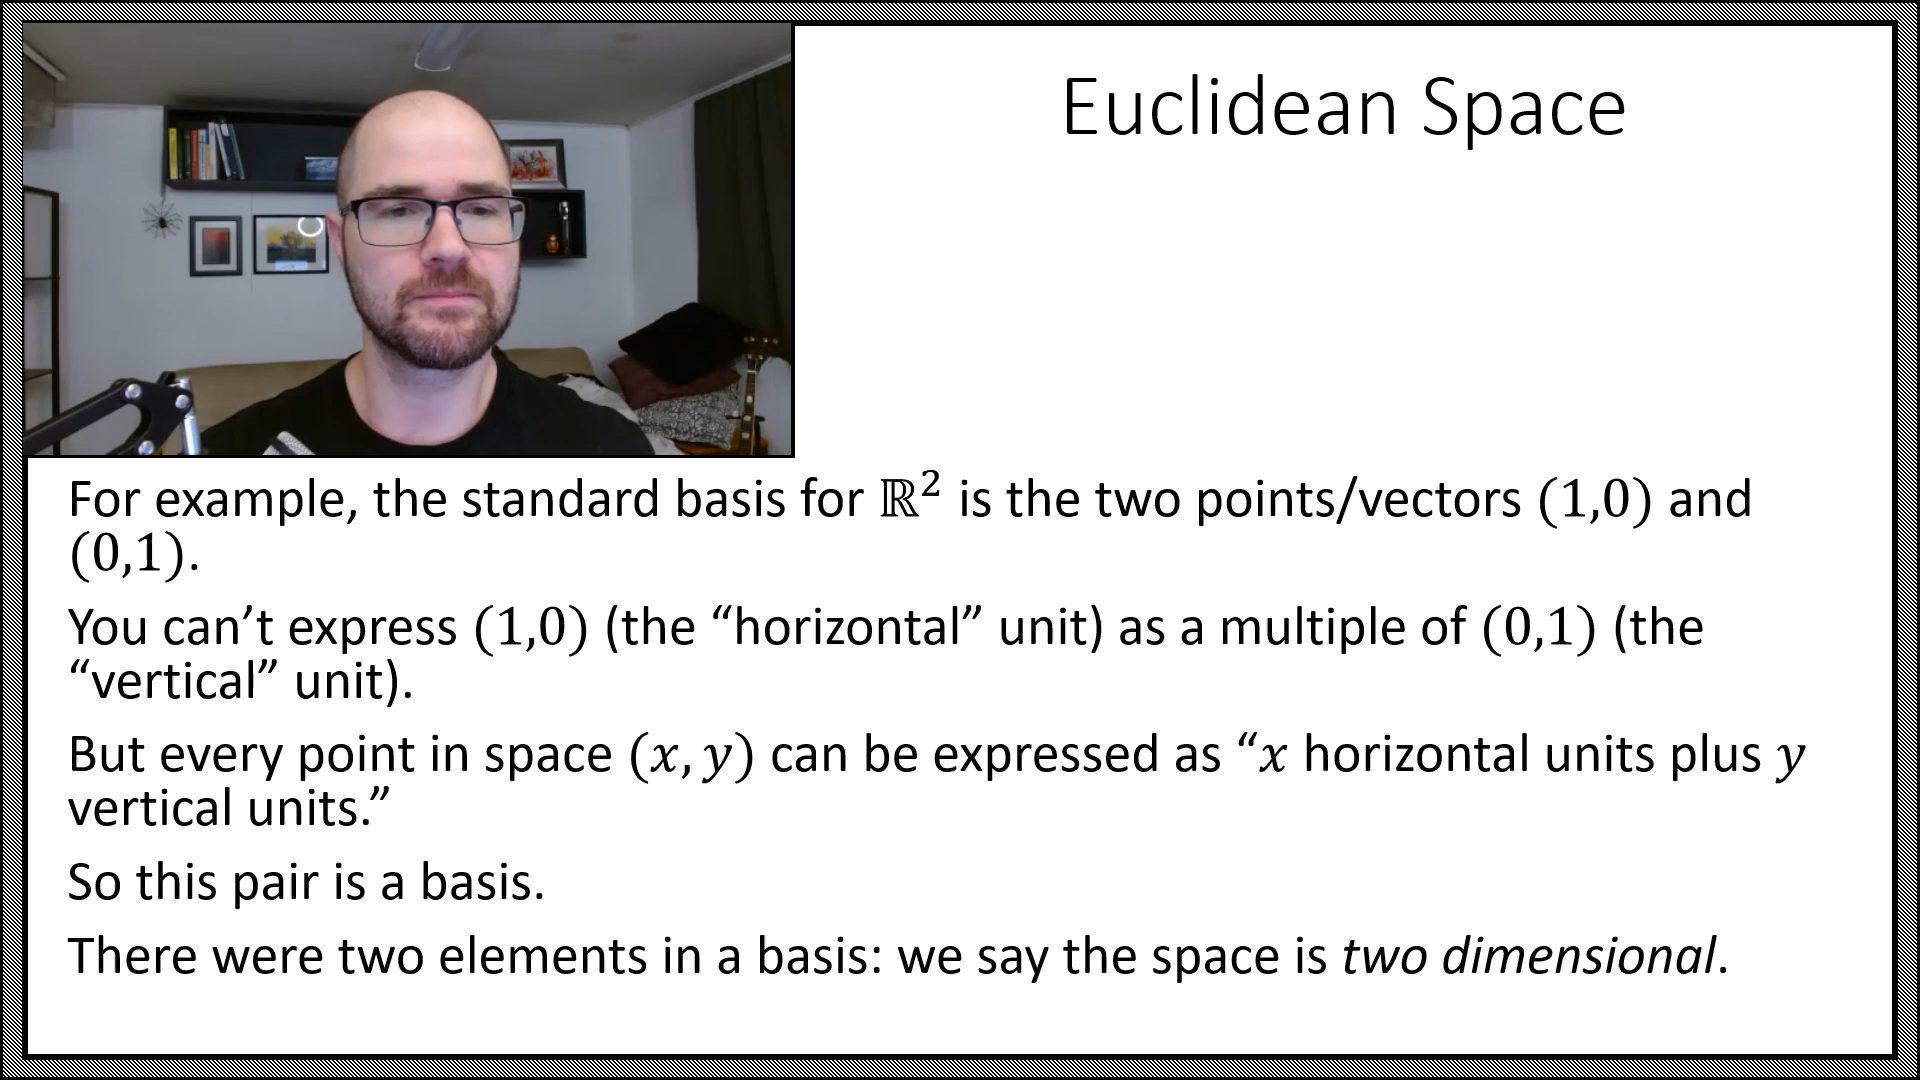 Euclidean Space
For example, the standard basis for ℝ² is the two points/vectors (1,0) and
(0,1).
You can’t express (1,0) (the “horizontal” unit) as a multiple of (0,1) (the
“vertical” unit).
But every point in space (𝑥, 𝑦) can be expressed as “𝑥 horizontal units plus 𝑦
vertical units.”
So this pair is a basis.
There were two elements in a basis: we say the space is two dimensional.